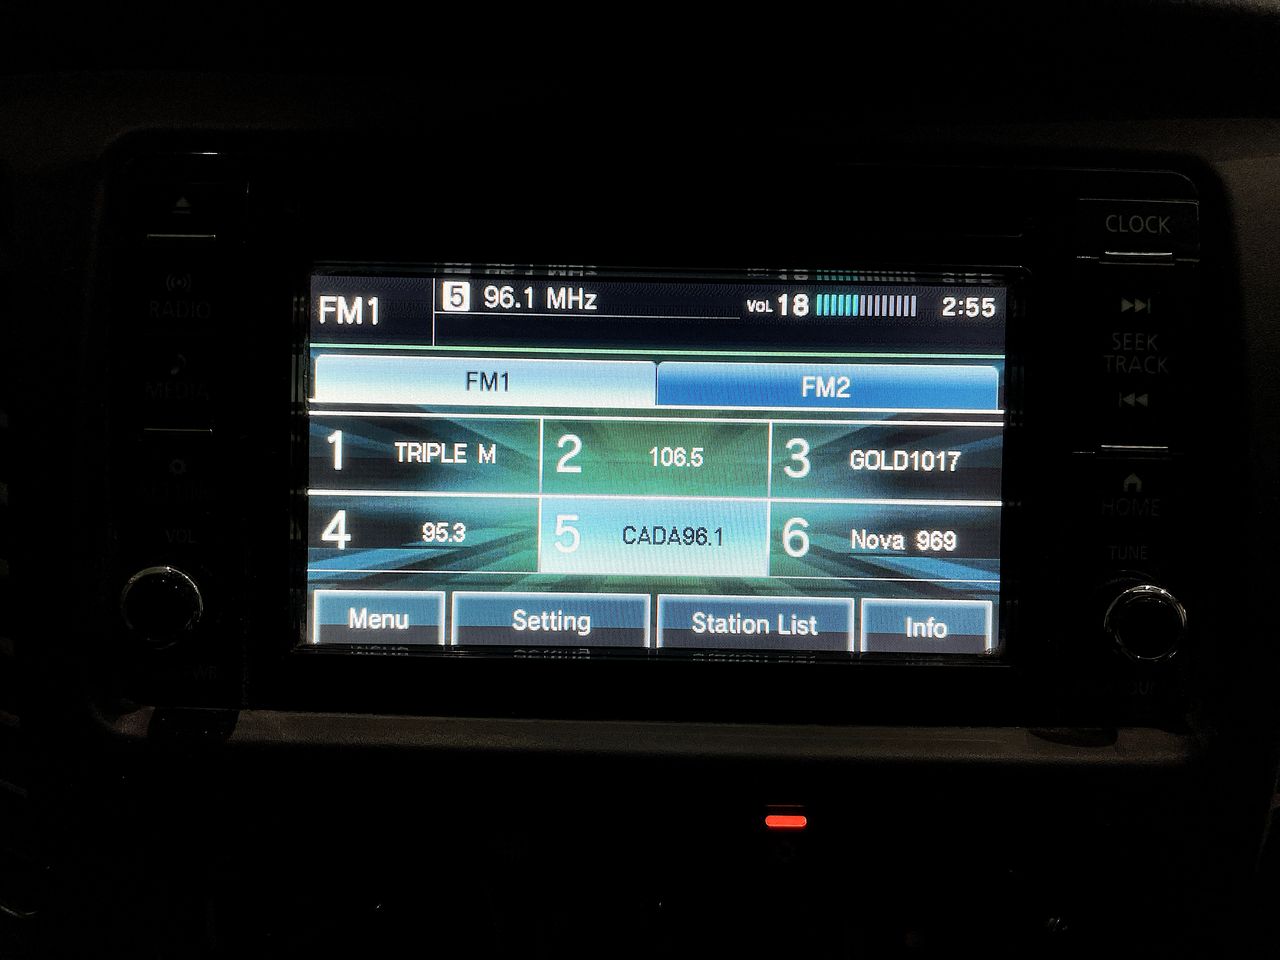 CLOCK
RADIO
FM1
5 96.1 MHz
VOL 18
2:55
SEEK
TRACK
MEDIA
FM1
FM2
1 TRIPLE M
2 106.5
3 GOLD1017
4 95.3
5 CADA96.1
6 Nova 969
HOME
VOL
TUNE
Menu
Setting
Station List
Info